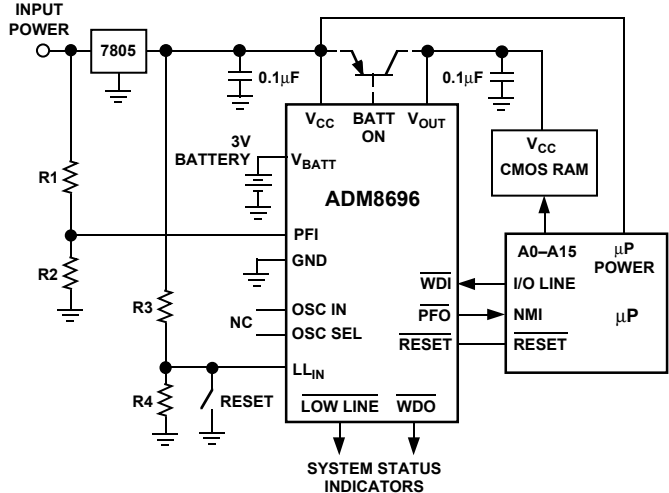 INPUT
POWER
7805
0.1μF
0.1μF
VCC
BATT
ON
VOUT
3V
BATTERY
VBATT
VCC
CMOS RAM
R1
ADM8696
PFI
A0–A15
μP
POWER
R2
GND
WDI
I/O LINE
R3
OSC IN
PFO
NMI
μP
NC
OSC SEL
RESET
RESET
LLIN
R4
RESET
LOW LINE
WDO
SYSTEM STATUS
INDICATORS